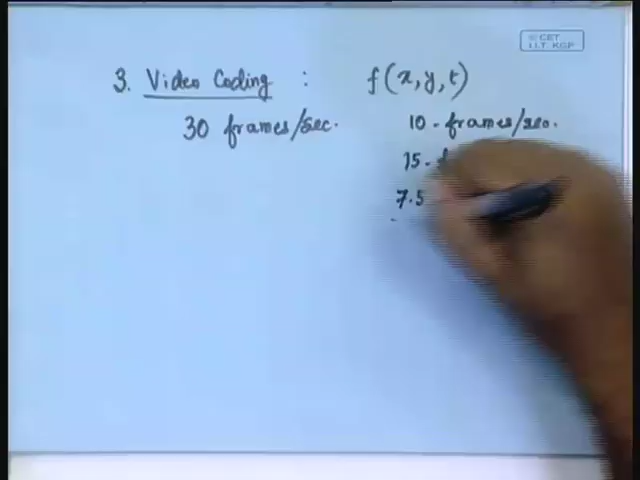 © CET
I.I.T. KGP
3. Video Coding : f(x, y, t)
30 frames/sec.
10 - frames/sec.
15 -
7.5